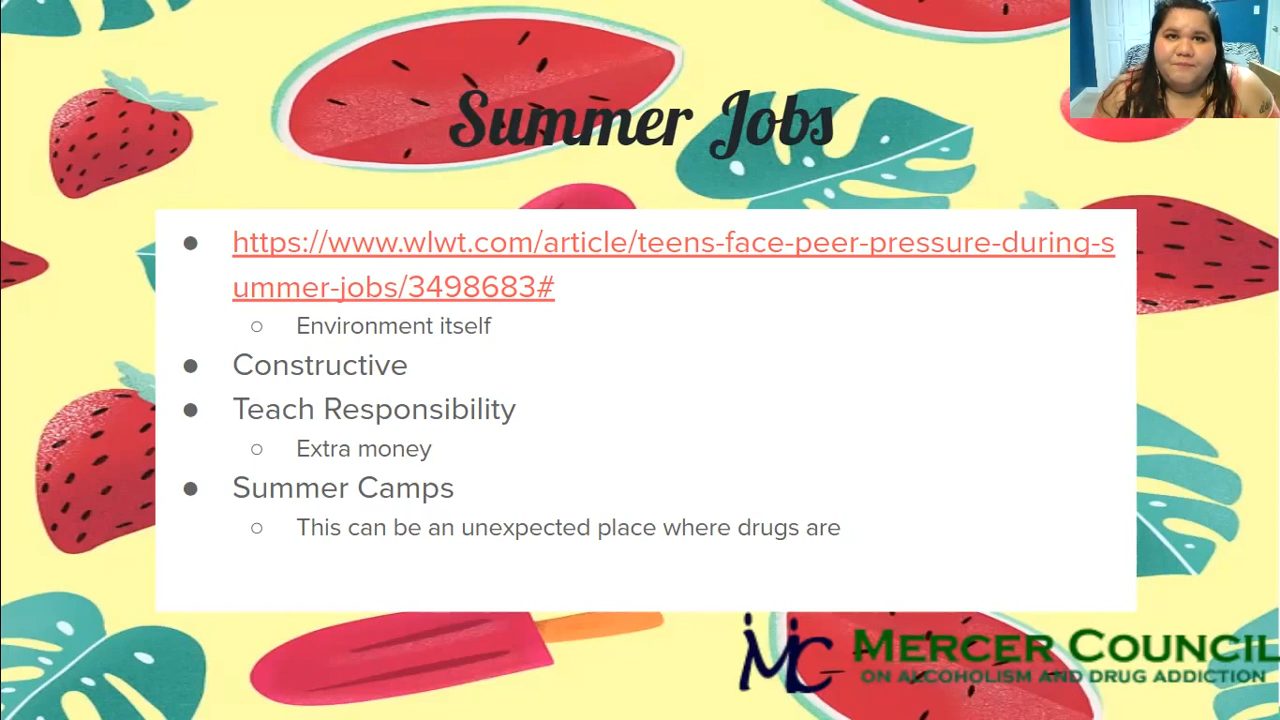 Summer Jobs
● https://www.wlwt.com/article/teens-face-peer-pressure-during-s
ummer-jobs/3498683#
○ Environment itself
● Constructive
● Teach Responsibility
○ Extra money
● Summer Camps
○ This can be an unexpected place where drugs are
MC MERCER COUNCIL
ON ALCOHOLISM AND DRUG ADDICTION